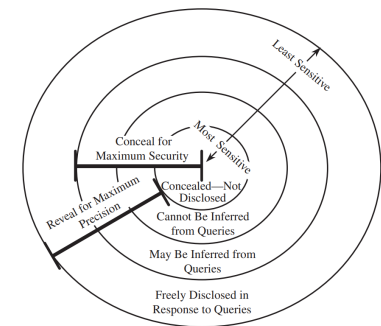 Least Sensitive
Most Sensitive
Conceal for
Maximum Security
Reveal for Maximum
Precision
Concealed—Not
Disclosed
Cannot Be Inferred
from Queries
May Be Inferred from
Queries
Freely Disclosed in
Response to Queries